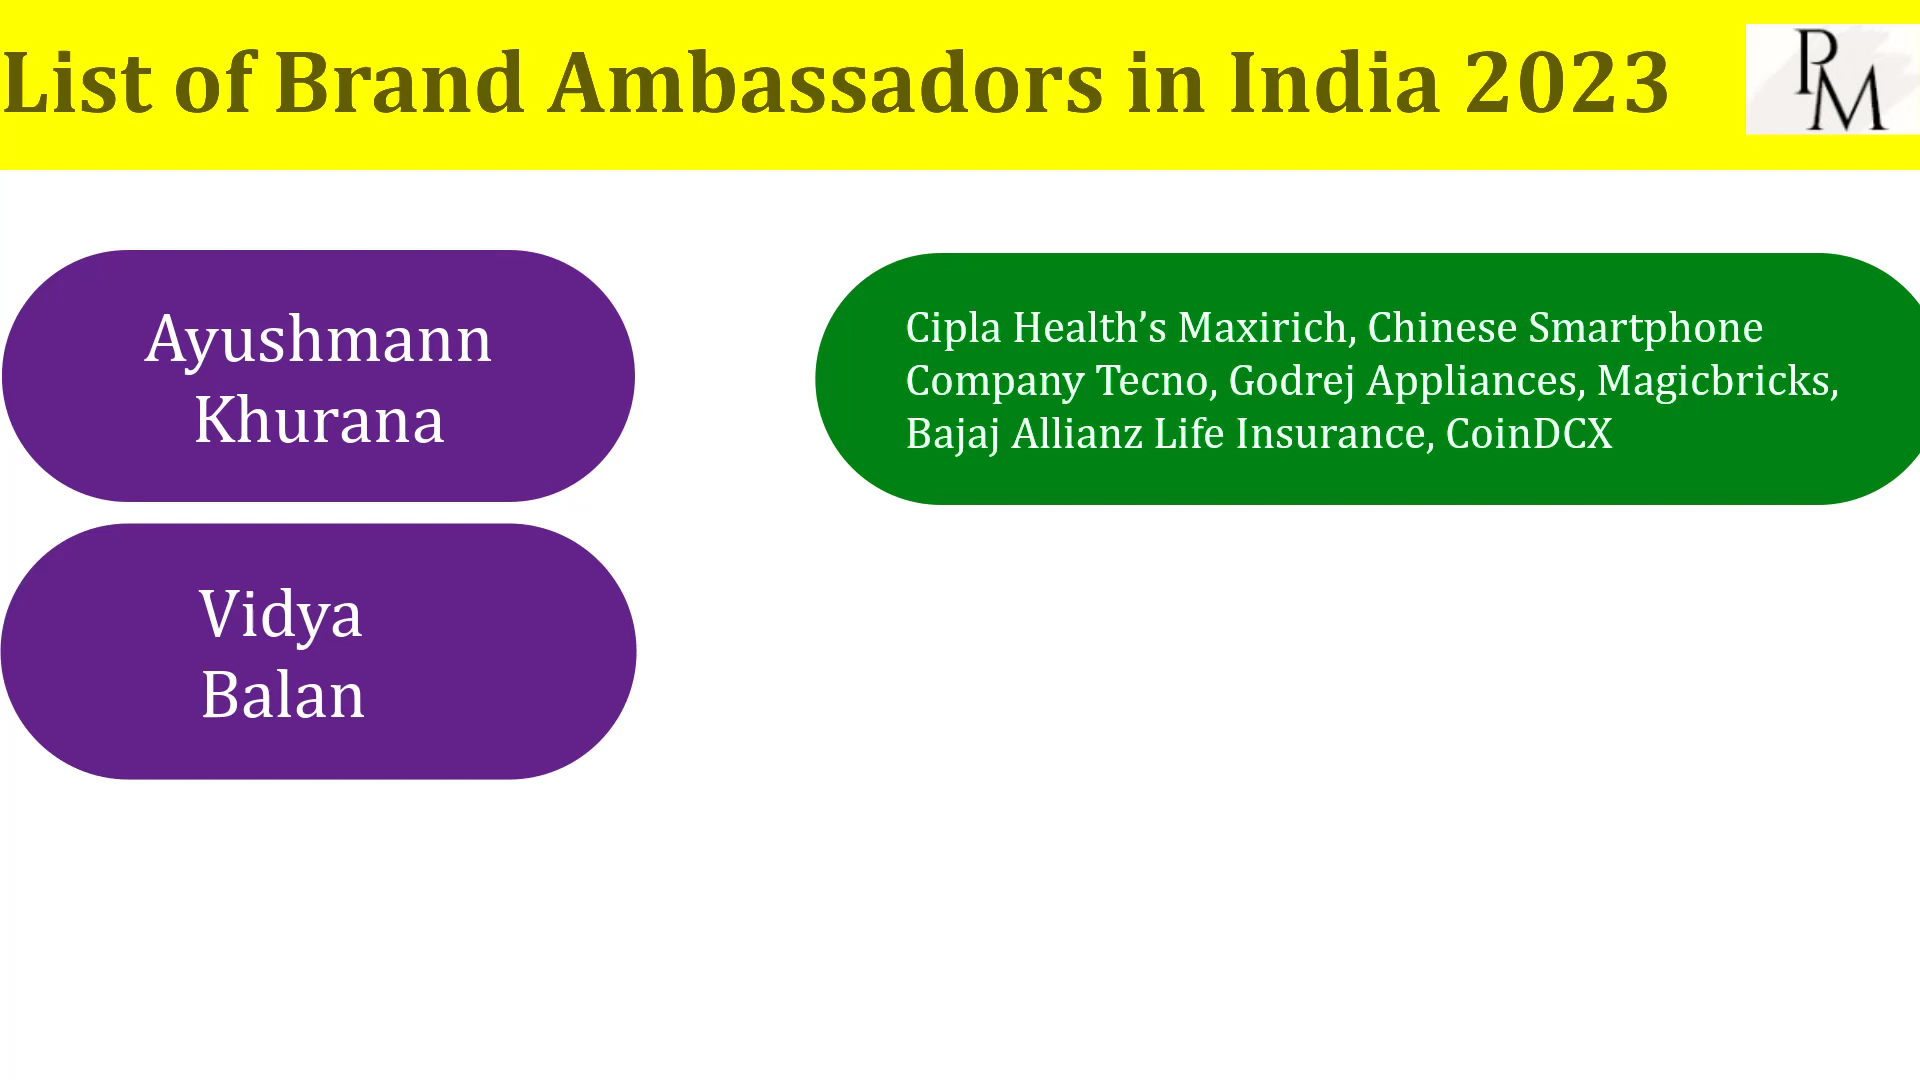 List of Brand Ambassadors in India 2023
PM
Ayushmann
Khurana
Cipla Health’s Maxirich, Chinese Smartphone
Company Tecno, Godrej Appliances, Magicbricks,
Bajaj Allianz Life Insurance, CoinDCX
Vidya
Balan